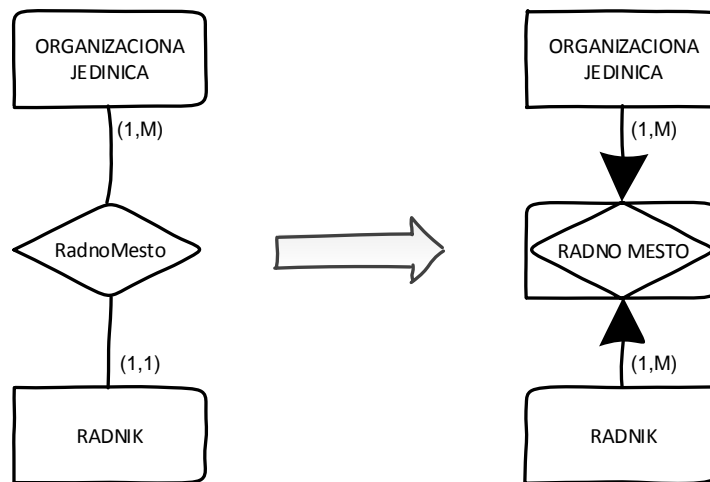 ORGANIZACIONA
JEDINICA
(1,M)
RadnoMesto
(1,1)
RADNIK
ORGANIZACIONA
JEDINICA
(1,M)
RADNO MESTO
(1,M)
RADNIK